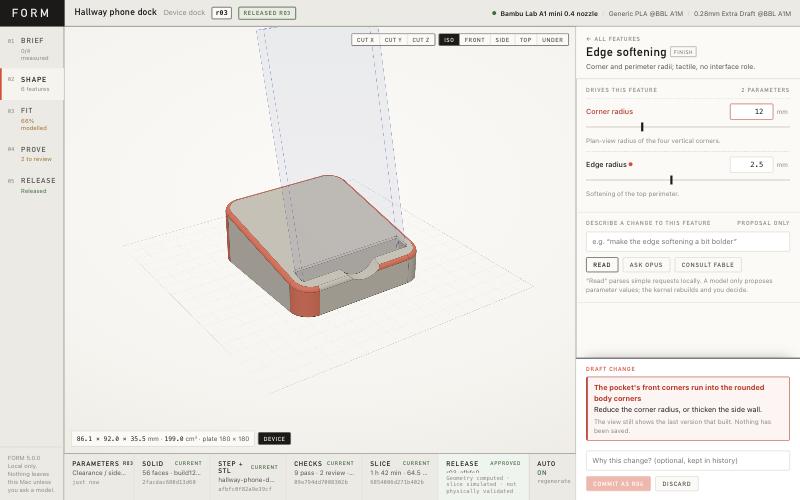 FORM
Hallway phone dock Device dock r03 RELEASED R03
Bambu Lab A1 mini 0.4 nozzle Generic PLA @BBL A1M 0.28mm Extra Draft @BBL A1M
01 BRIEF
0/8
measured
02 SHAPE
6 features
03 FIT
66%
modelled
04 PROVE
2 to review
05 RELEASE
Released
FORM 5.0.0
Local only.
Nothing leaves
this Mac unless
you ask a model.
CUT X CUT Y CUT Z
ISO FRONT SIDE TOP UNDER
86.1 × 92.0 × 35.5 mm · 199.0 cm³ · plate 180 × 180 DEVICE
← ALL FEATURES
Edge softening FINISH
Corner and perimeter radii; tactile, no interface role.
DRIVES THIS FEATURE 2 PARAMETERS
Corner radius 12 mm
Plan-view radius of the four vertical corners.
Edge radius 2.5 mm
Softening of the top perimeter.
DESCRIBE A CHANGE TO THIS FEATURE PROPOSAL ONLY
e.g. "make the edge softening a bit bolder"
READ ASK OPUS CONSULT FABLE
"Read" parses simple requests locally. A model only proposes
parameter values; the kernel rebuilds and you decide.
DRAFT CHANGE
The pocket's front corners run into the rounded
body corners
Reduce the corner radius, or thicken the side wall.
The view still shows the last version that built. Nothing has
been saved.
Why this change? (optional, kept in history)
COMMIT AS R04 DISCARD
PARAMETERS R03
Clearance / side...
just now
SOLID CURRENT
56 faces · build12...
STEP + STL CURRENT
hallway-phone-d...
CHECKS CURRENT
9 pass · 2 review ·...
SLICE CURRENT
1 h 42 min · 64.5 ...
RELEASE APPROVED
Geometry computed ·
slice simulated · not
physically validated
AUTO
ON
regenerate